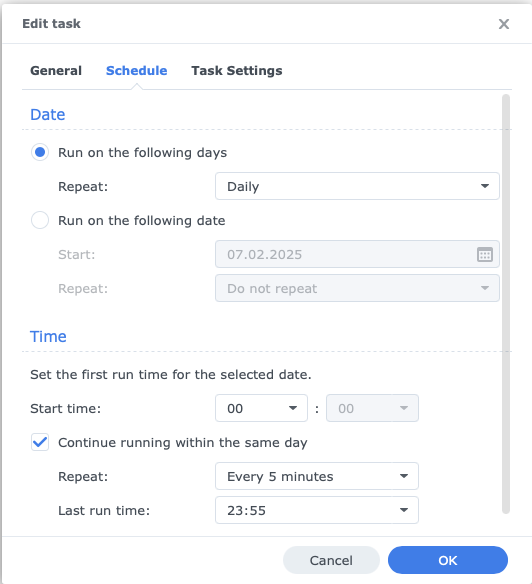 Edit task
General Schedule Task Settings
Date
Run on the following days
Repeat: Daily
Run on the following date
Start: 07.02.2025
Repeat: Do not repeat
Time
Set the first run time for the selected date.
Start time: 00 : 00
Continue running within the same day
Repeat: Every 5 minutes
Last run time: 23:55
Cancel OK